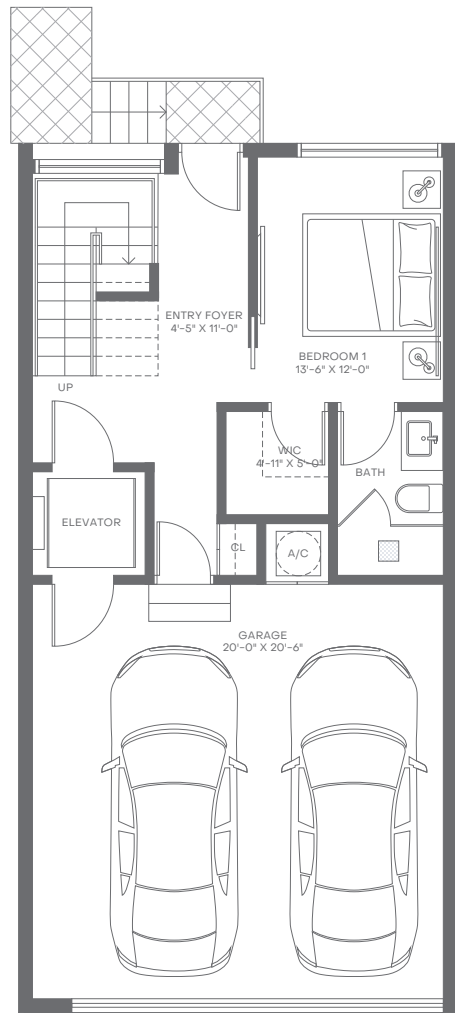 ENTRY FOYER
4'-5" X 11'-0"
BEDROOM 1
13'-6" X 12'-0"
UP
WIC
4'-11" X 5'-0"
BATH
ELEVATOR
CL
A/C
GARAGE
20'-0" X 20'-6"